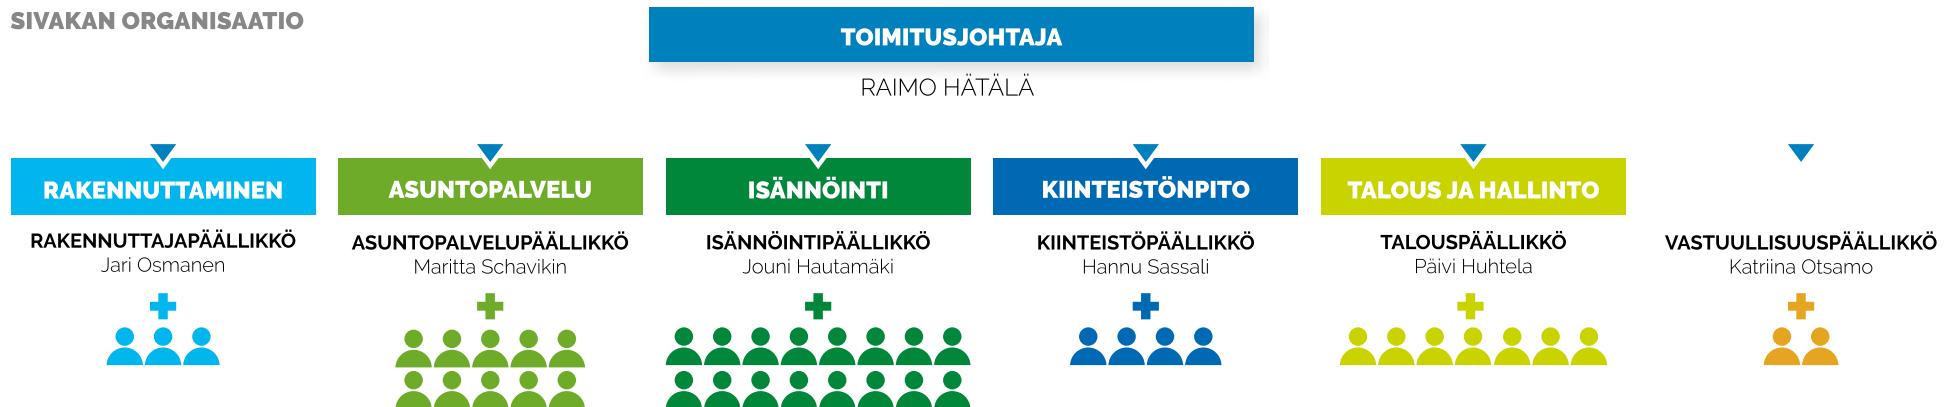 SIVAKAN ORGANISAATIO
TOIMITUSJOHTAJA
RAIMO HÄTÄLÄ
RAKENNUTTAMINEN
RAKENNUTTAJAPÄÄLLIKKÖ
Jari Osmanen
ASUNTOPALVELU
ASUNTOPALVELUPÄÄLLIKKÖ
Maritta Schavikin
ISÄNNÖINTI
ISÄNNÖINTIPÄÄLLIKKÖ
Jouni Hautamäki
KIINTEISTÖNPITO
KIINTEISTÖPÄÄLLIKKÖ
Hannu Sassali
TALOUS JA HALLINTO
TALOUSPÄÄLLIKKÖ
Päivi Huhtela
VASTUULLISUUSPÄÄLLIKKÖ
Katriina Otsamo